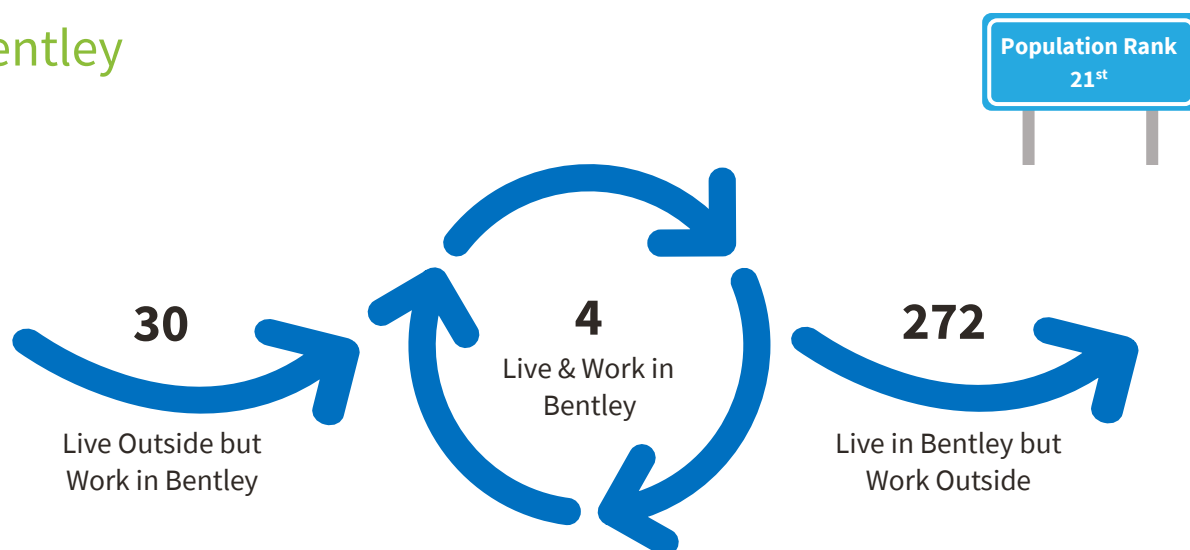 entley
Population Rank
21st
30
Live Outside but
Work in Bentley
4
Live & Work in
Bentley
272
Live in Bentley but
Work Outside